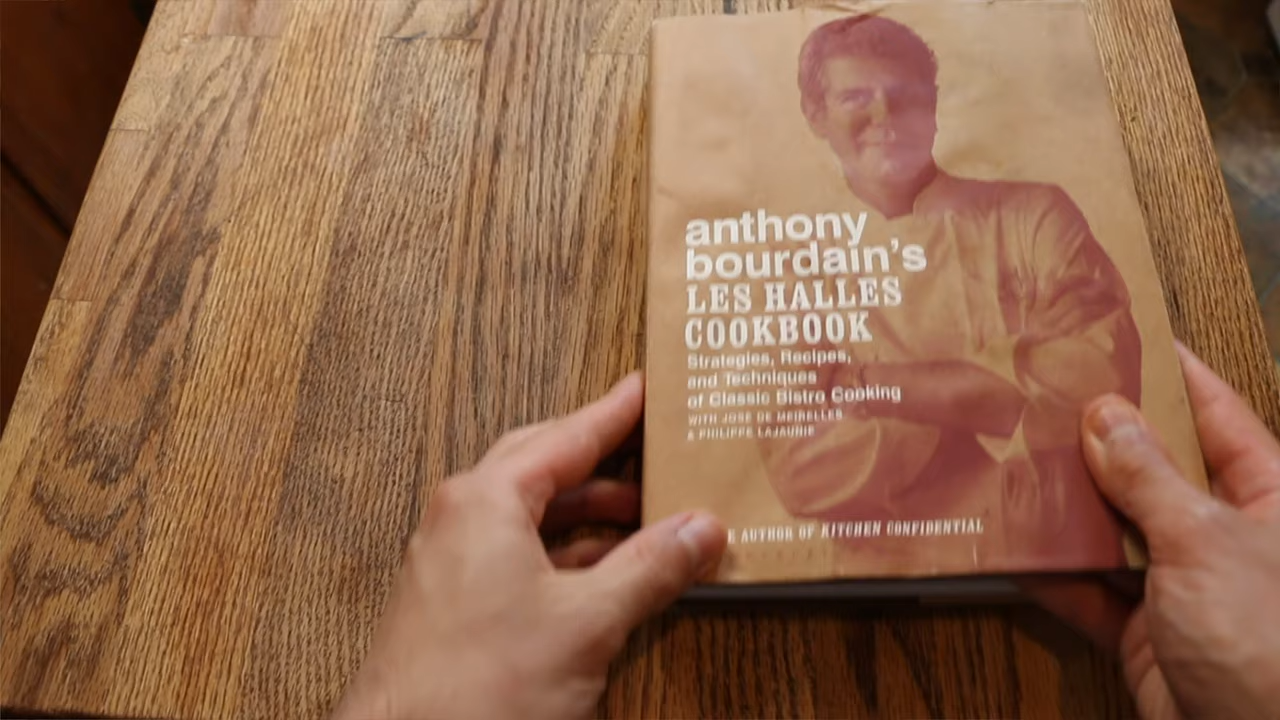 anthony
bourdain's
LES HALLES
COOKBOOK
Strategies, Recipes,
and Techniques
of Classic Bistro Cooking
WITH JOSÉ DE MEIRELLES
& PHILIPPE LAJAUNIE
AUTHOR OF KITCHEN CONFIDENTIAL